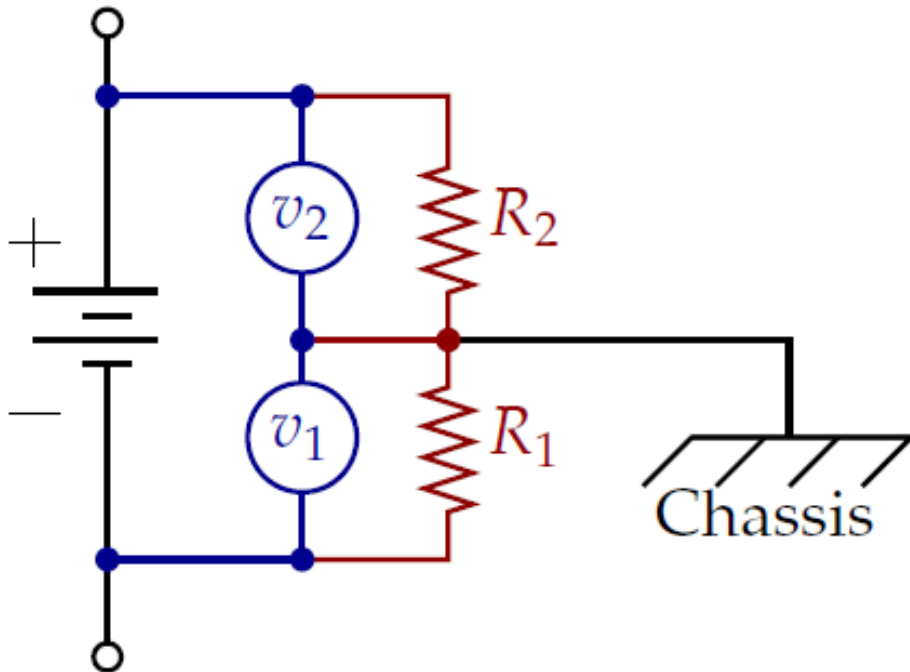 v₂
R₂
+
−
v₁
R₁
Chassis